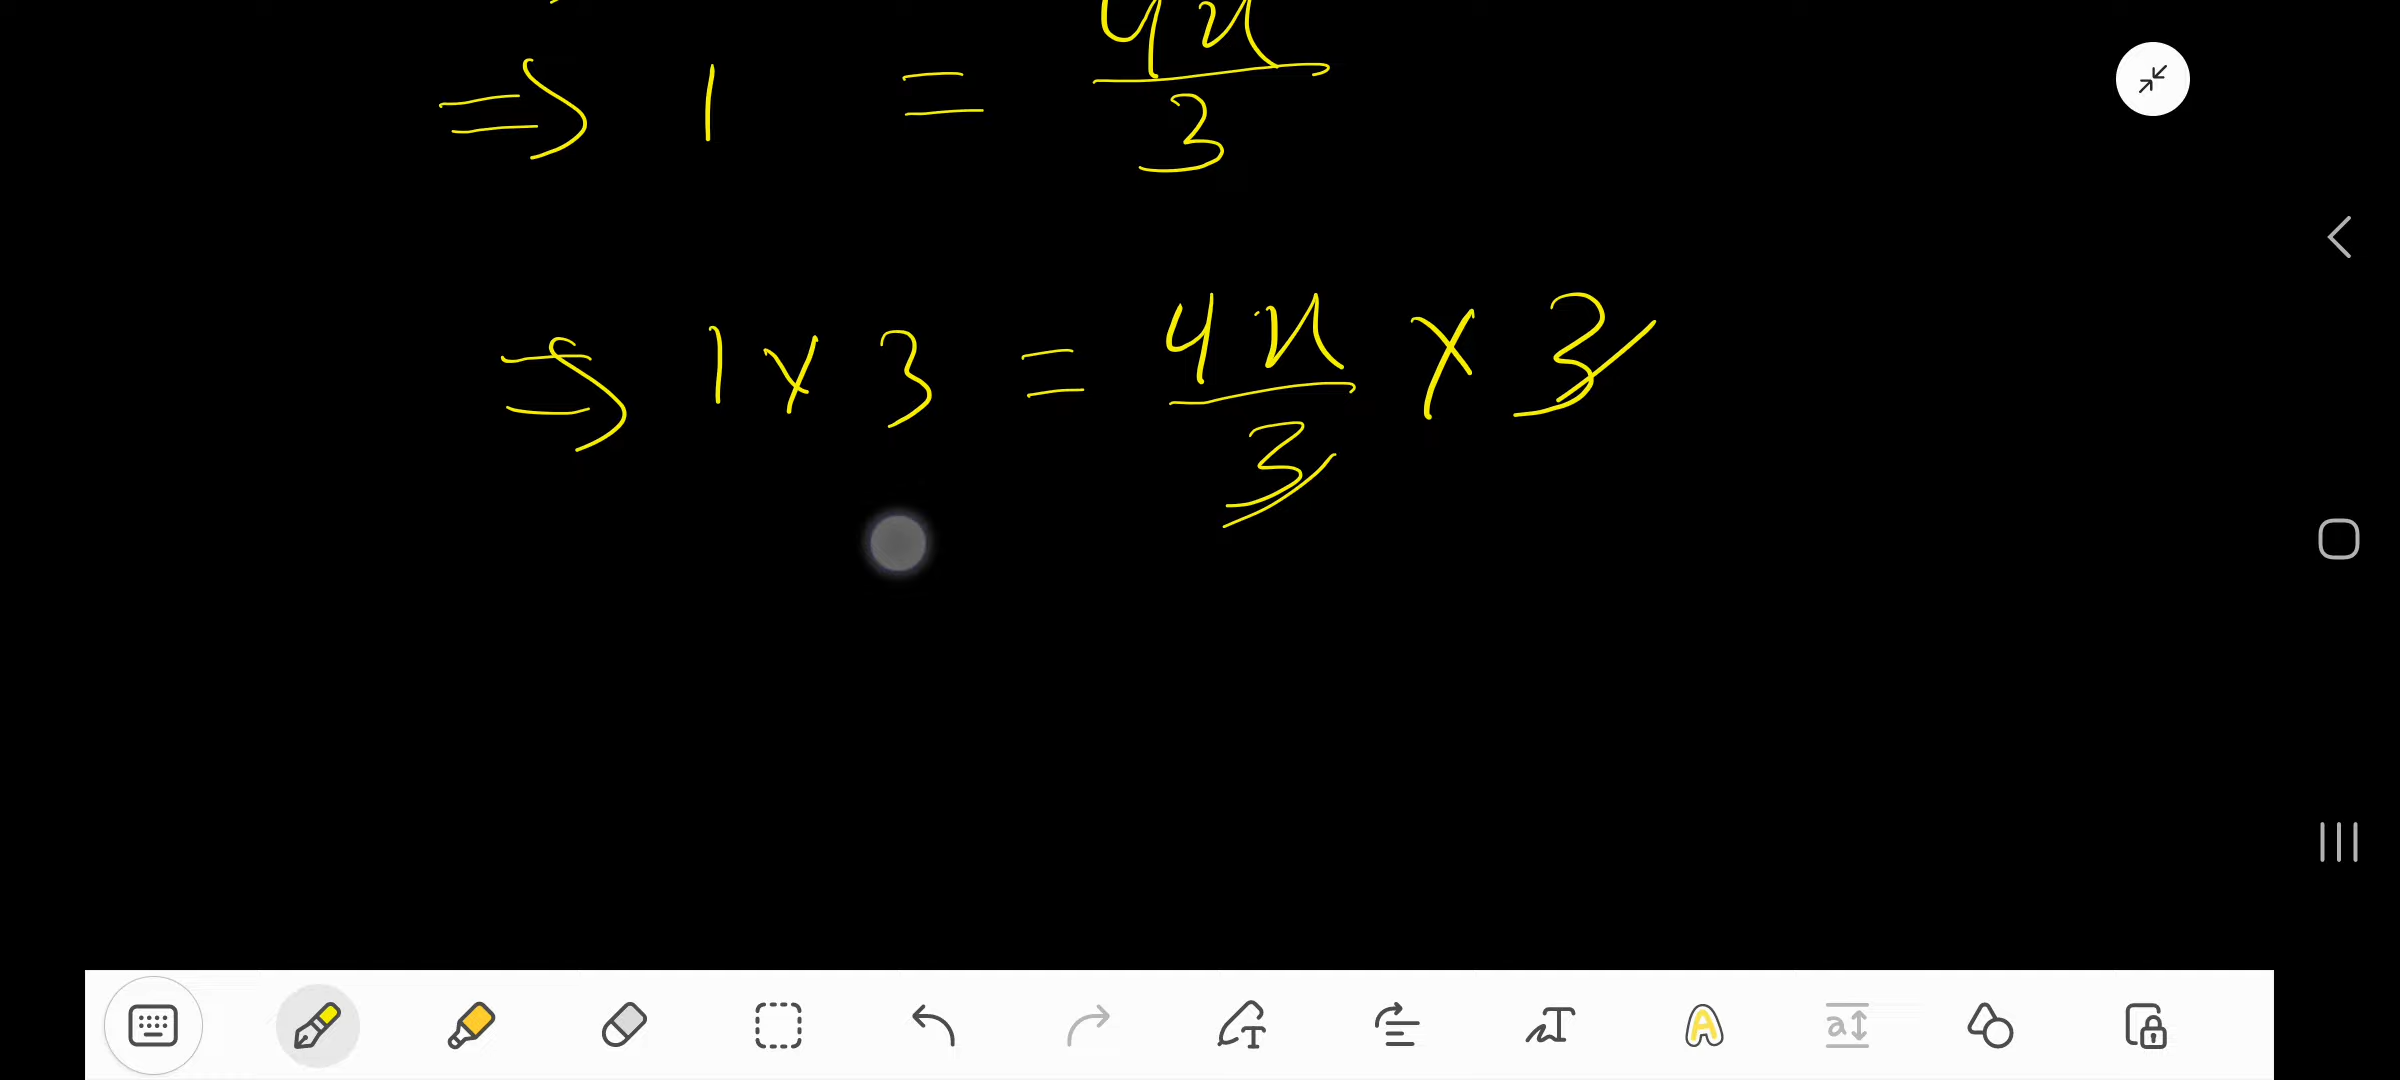 ⇒ 1 = 4x/3
⇒ 1 x 3 = 4x/3 x 3